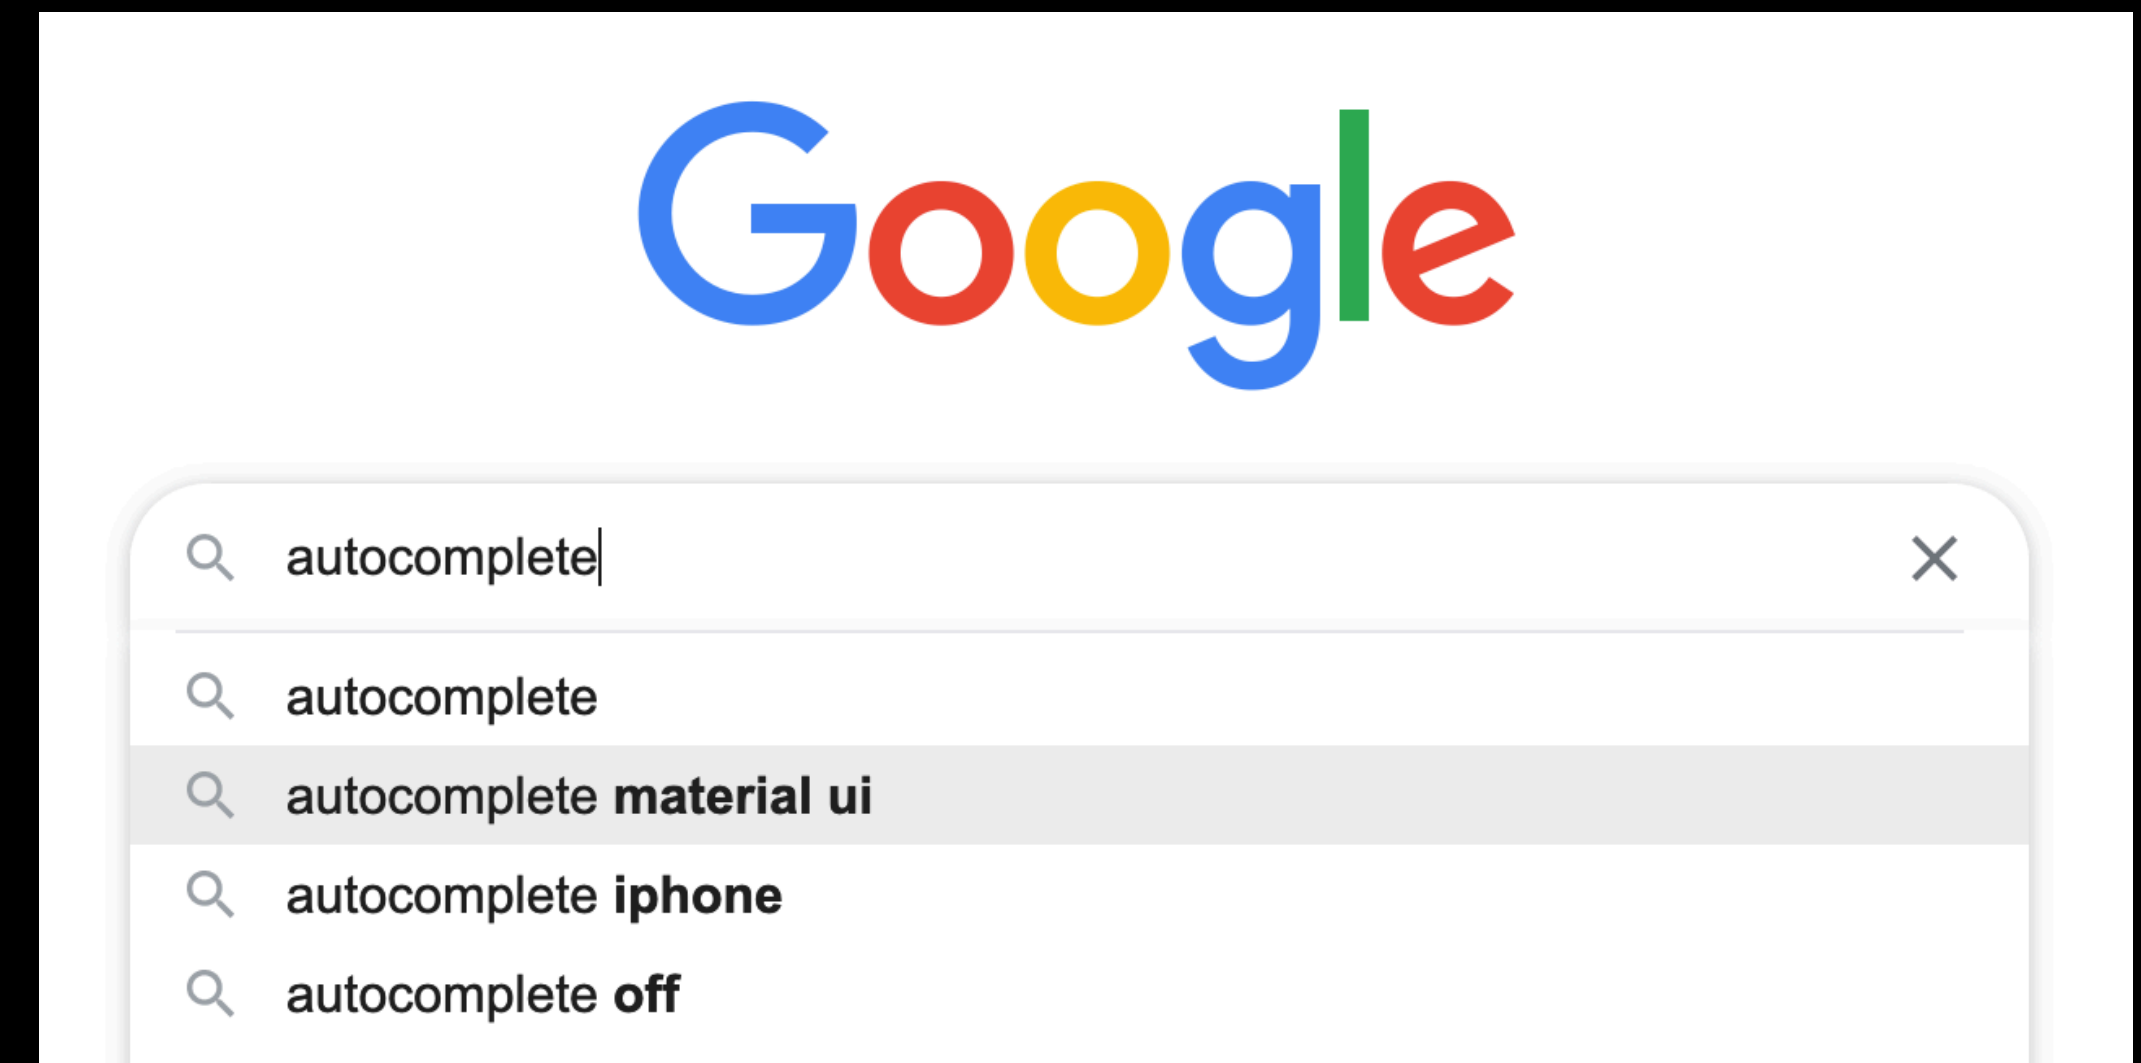 Google
autocomplete
autocomplete
autocomplete material ui
autocomplete iphone
autocomplete off